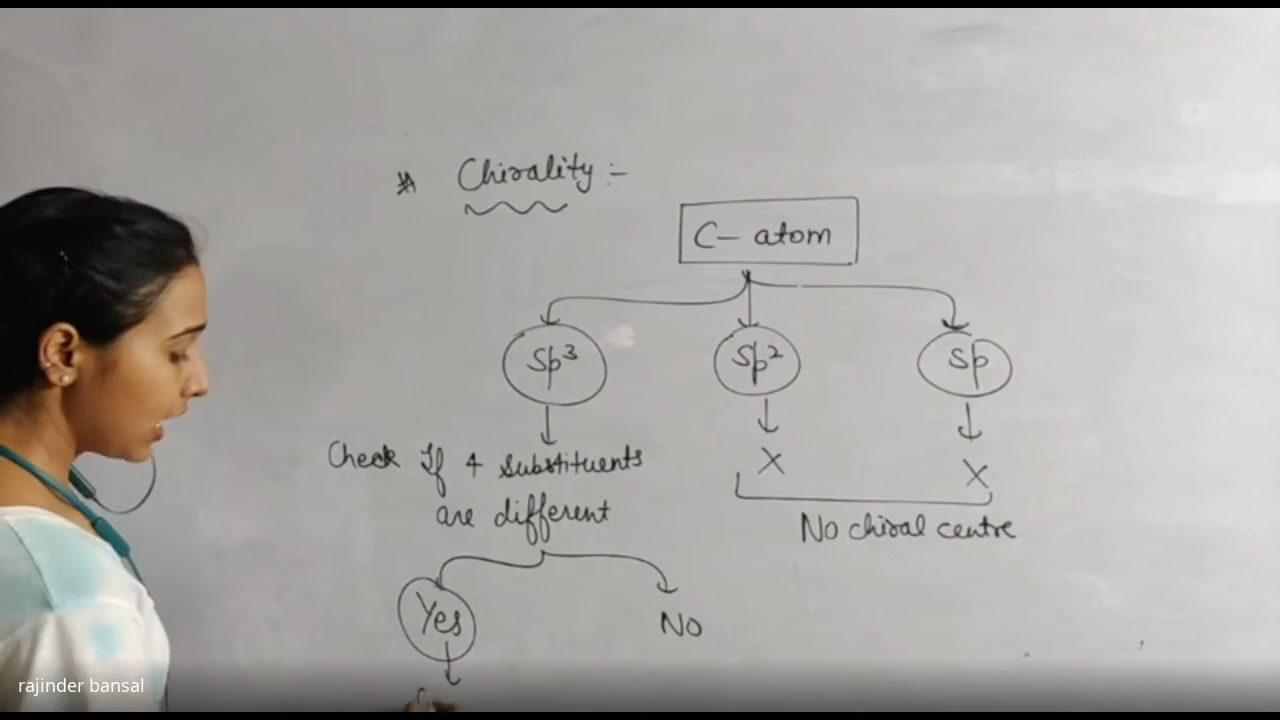 * Chirality :-
C- atom
Sp³ Sp² Sp
Check If 4 Substituents
are different
X X
No chiral centre
Yes No
rajinder bansal